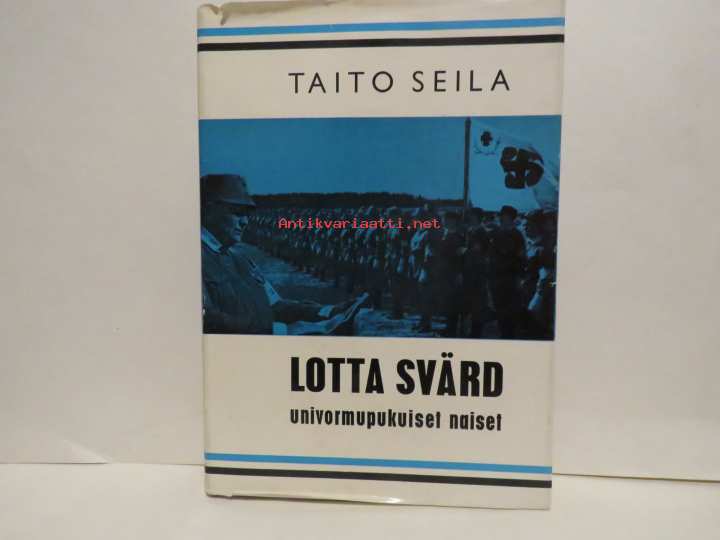 TAITO SEILA
Antikvariaatti.net
LOTTA SVÄRD
univormupukuiset naiset